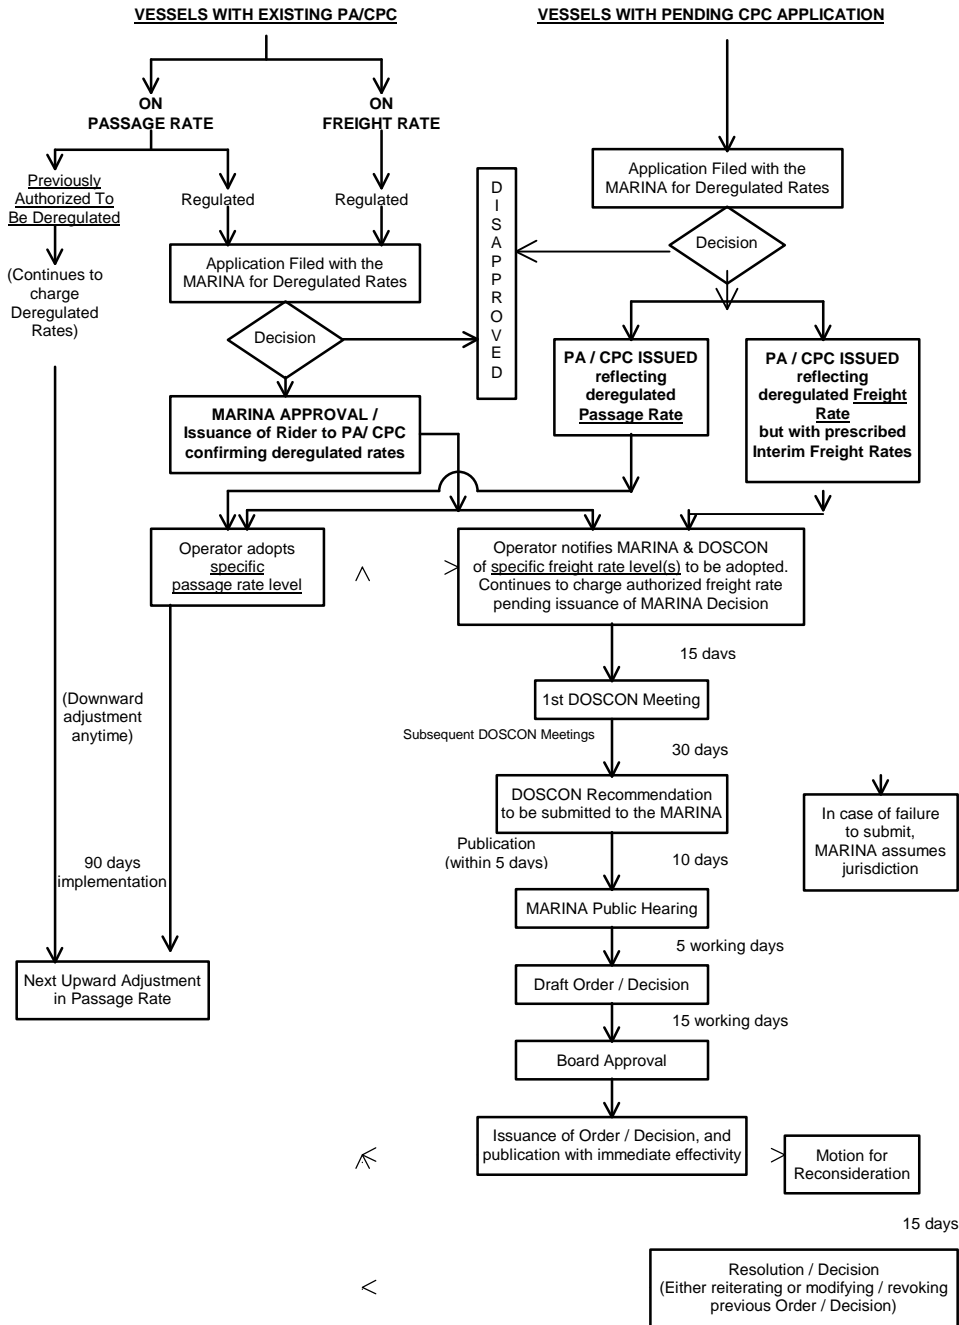 VESSELS WITH EXISTING PA/CPC
VESSELS WITH PENDING CPC APPLICATION
ON
PASSAGE RATE
ON
FREIGHT RATE
Previously
Authorized To
Be Deregulated
Regulated
Regulated
D
I
S
A
P
P
R
O
V
E
D
Application Filed with the
MARINA for Deregulated Rates
Decision
(Continues to
charge
Deregulated
Rates)
Application Filed with the
MARINA for Deregulated Rates
Decision
PA / CPC ISSUED
reflecting
deregulated
Passage Rate
PA / CPC ISSUED
reflecting
deregulated Freight
Rate
but with prescribed
Interim Freight Rates
MARINA APPROVAL /
Issuance of Rider to PA/ CPC
confirming deregulated rates
Operator adopts
specific
passage rate level
Operator notifies MARINA & DOSCON
of specific freight rate level(s) to be adopted.
Continues to charge authorized freight rate
pending issuance of MARINA Decision
15 days
(Downward
adjustment
anytime)
1st DOSCON Meeting
Subsequent DOSCON Meetings
30 days
DOSCON Recommendation
to be submitted to the MARINA
In case of failure
to submit,
MARINA assumes
jurisdiction
Publication
(within 5 days)
10 days
90 days
implementation
MARINA Public Hearing
5 working days
Next Upward Adjustment
in Passage Rate
Draft Order / Decision
15 working days
Board Approval
Issuance of Order / Decision, and
publication with immediate effectivity
Motion for
Reconsideration
15 days
Resolution / Decision
(Either reiterating or modifying / revoking
previous Order / Decision)